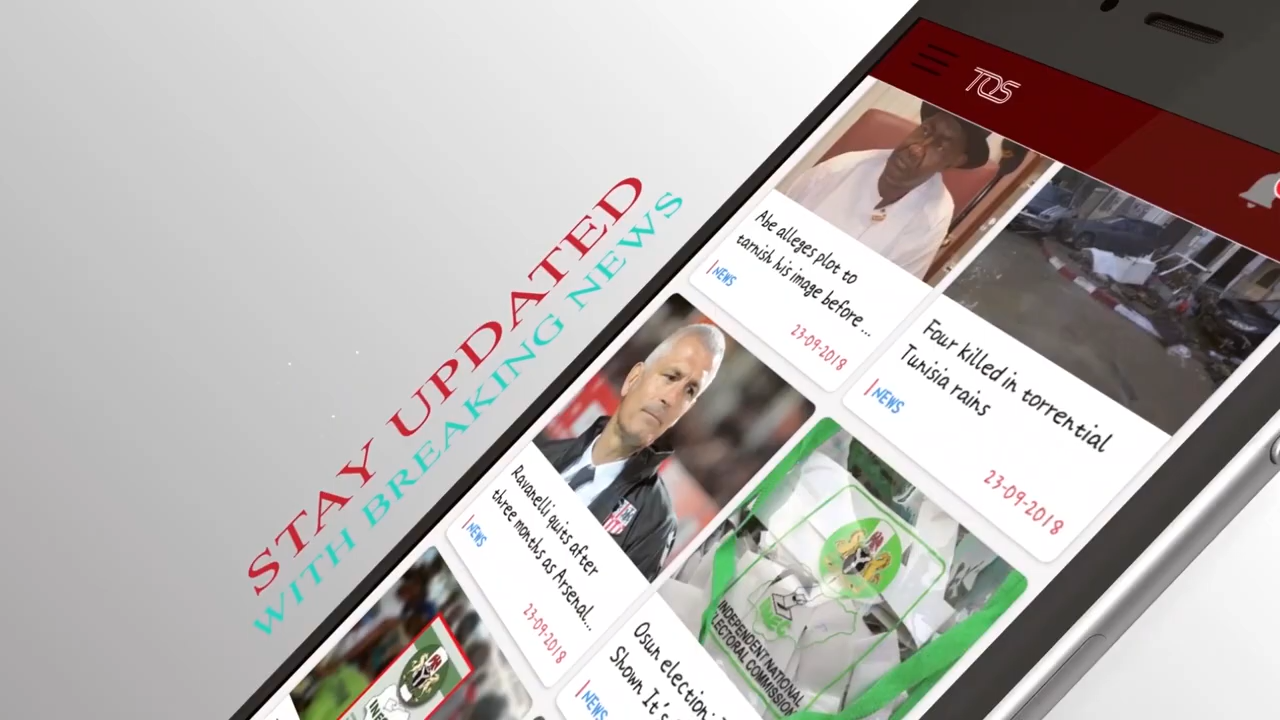 STAY UPDATED
WITH BREAKING NEWS
TOS
Abe alleges plot to
tarnish his image before ...
NEWS
23-09-2018
Four killed in torrential
Tunisia rains
NEWS
23-09-2018
Ravanelli quits after
three months as Arsenal...
NEWS
23-09-2018
INEC
INDEPENDENT NATIONAL
ELECTORAL COMMISSION
Osun election:
Shown It's
NEWS